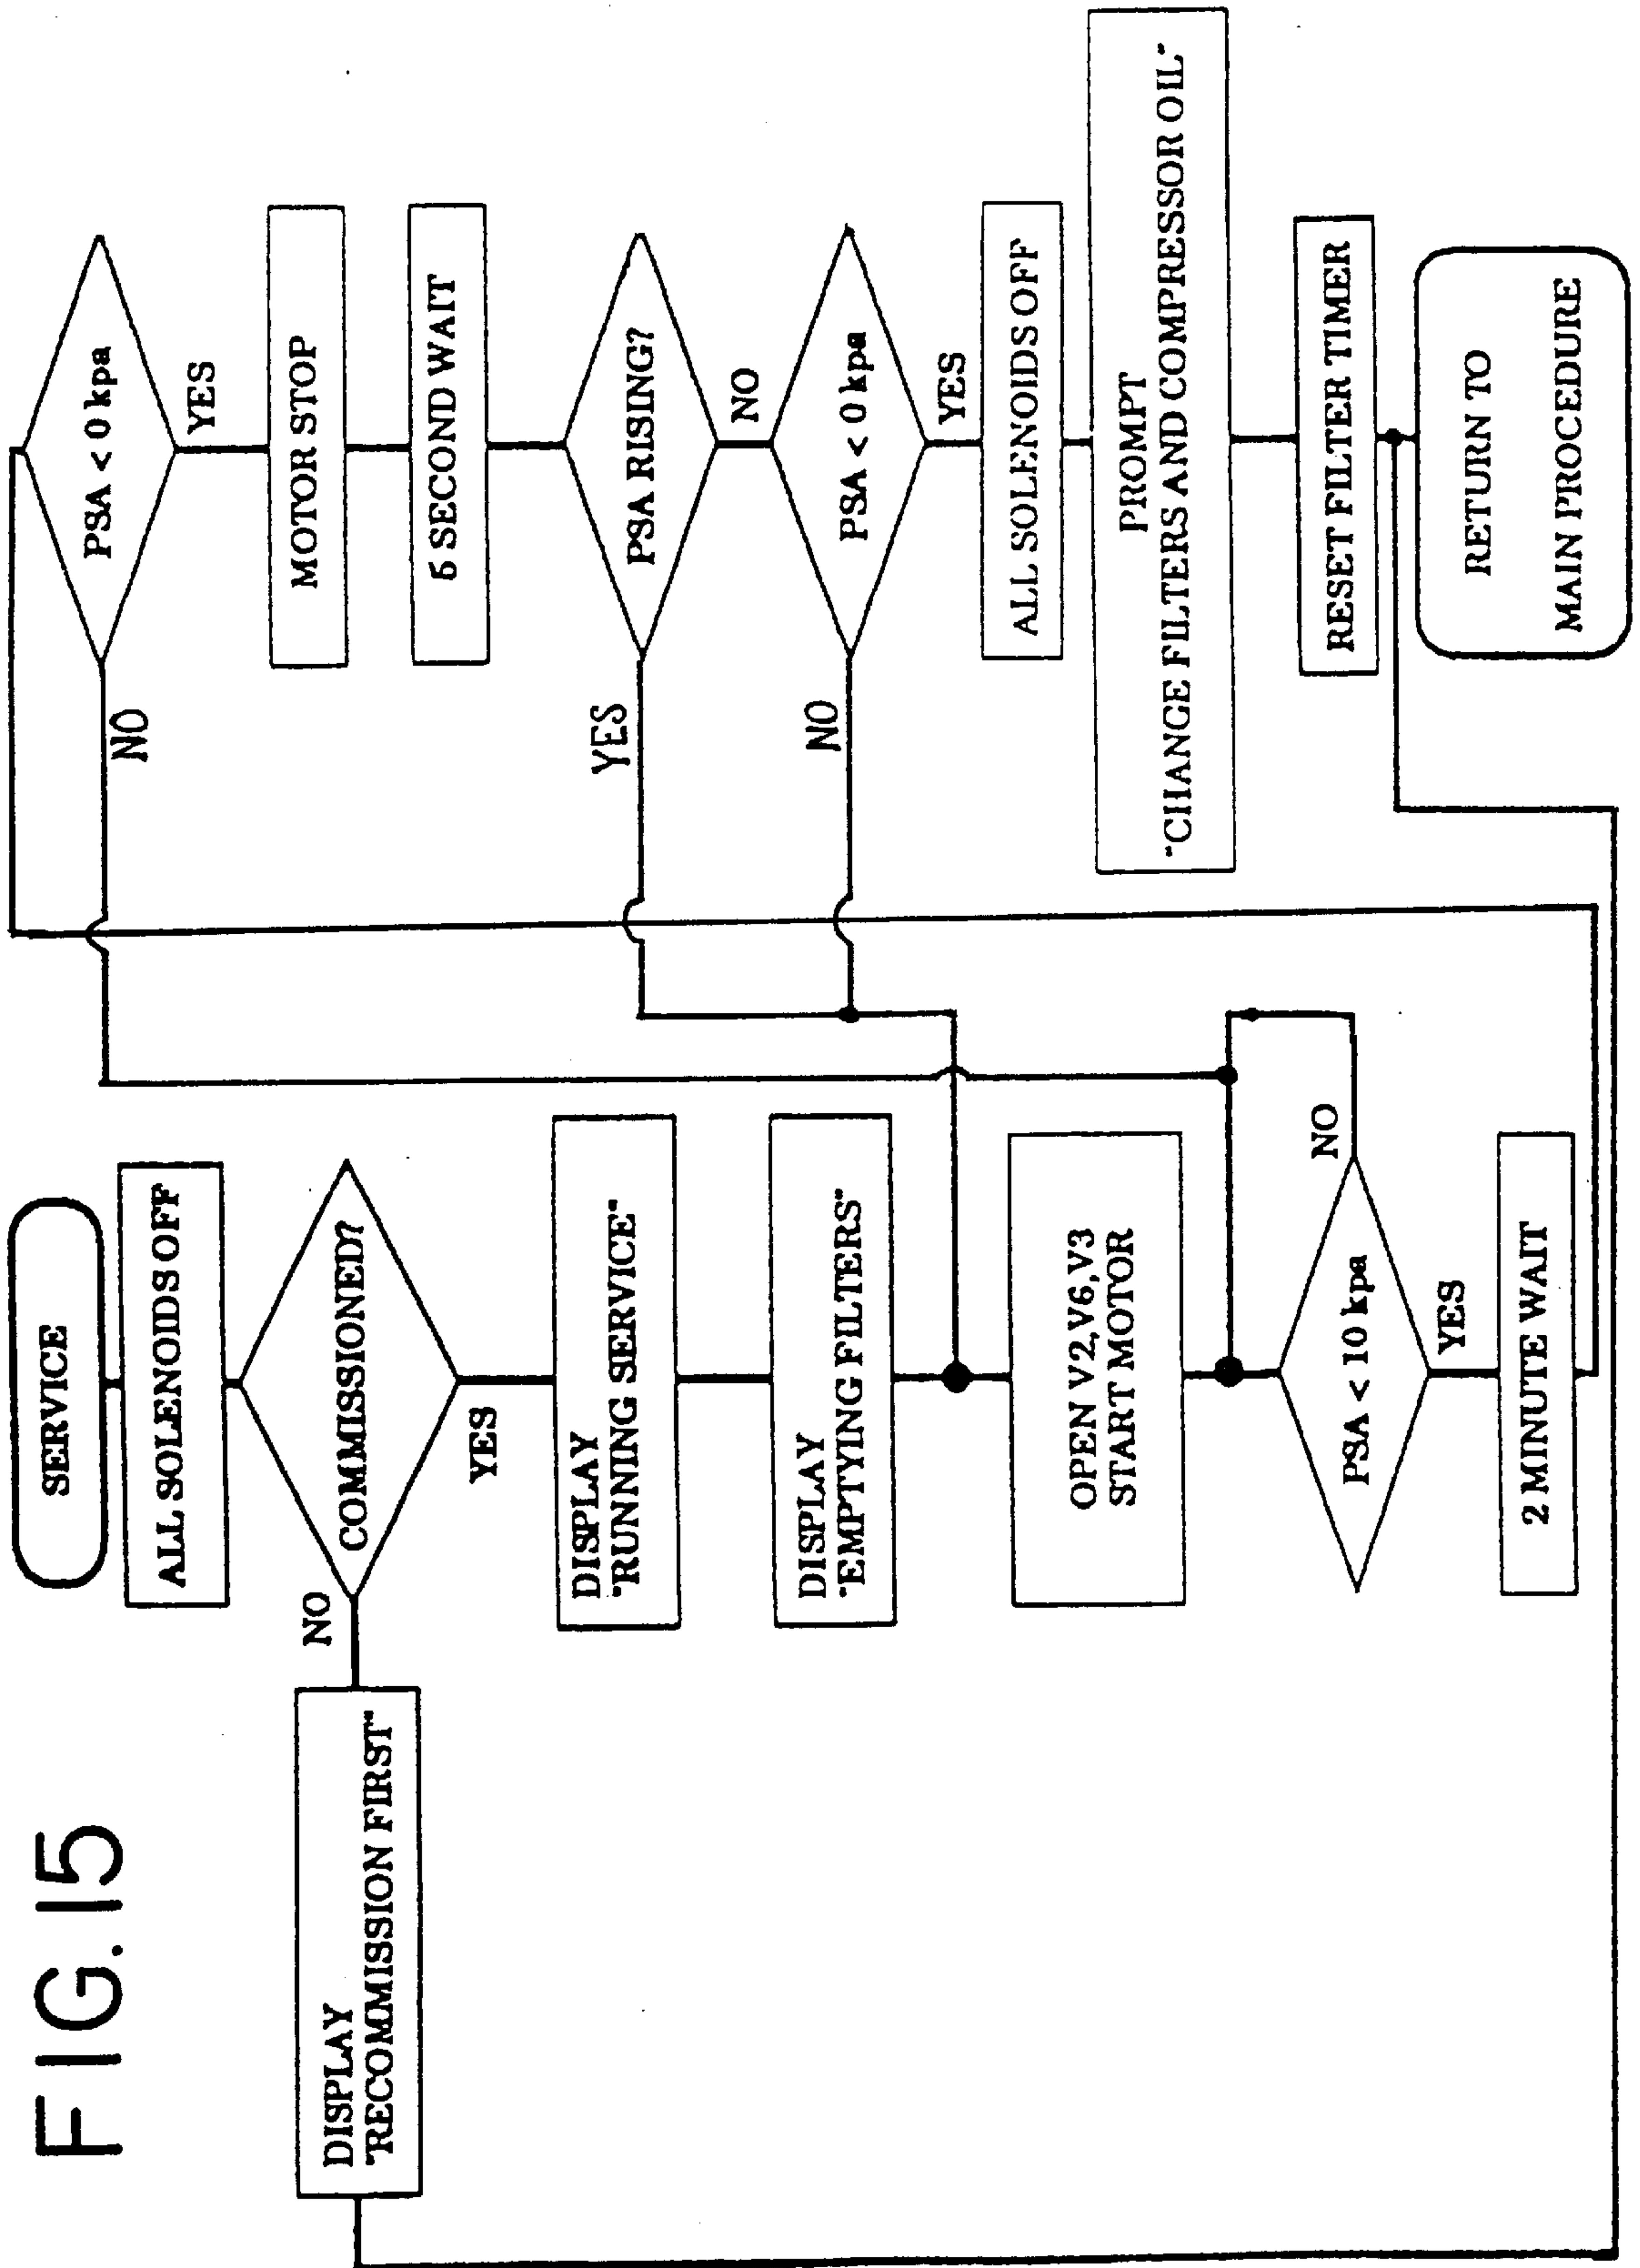 FIG.15
SERVICE
ALL SOLENOIDS OFF
COMMISSIONED?
NO
DISPLAY
"RECOMMISSION FIRST"
YES
DISPLAY
"RUNNING SERVICE"
DISPLAY
"EMPTYING FILTERS"
OPEN V2,V6,V3
START MOTOR
PSA < 10 kpa
NO
YES
2 MINUTE WAIT
PSA < 0 kpa
NO
YES
MOTOR STOP
5 SECOND WAIT
PSA RISING?
YES
NO
PSA < 0 kpa
NO
YES
ALL SOLENOIDS OFF
PROMPT
"CHANGE FILTERS AND COMPRESSOR OIL"
RESET FILTER TIMER
RETURN TO
MAIN PROCEDURE